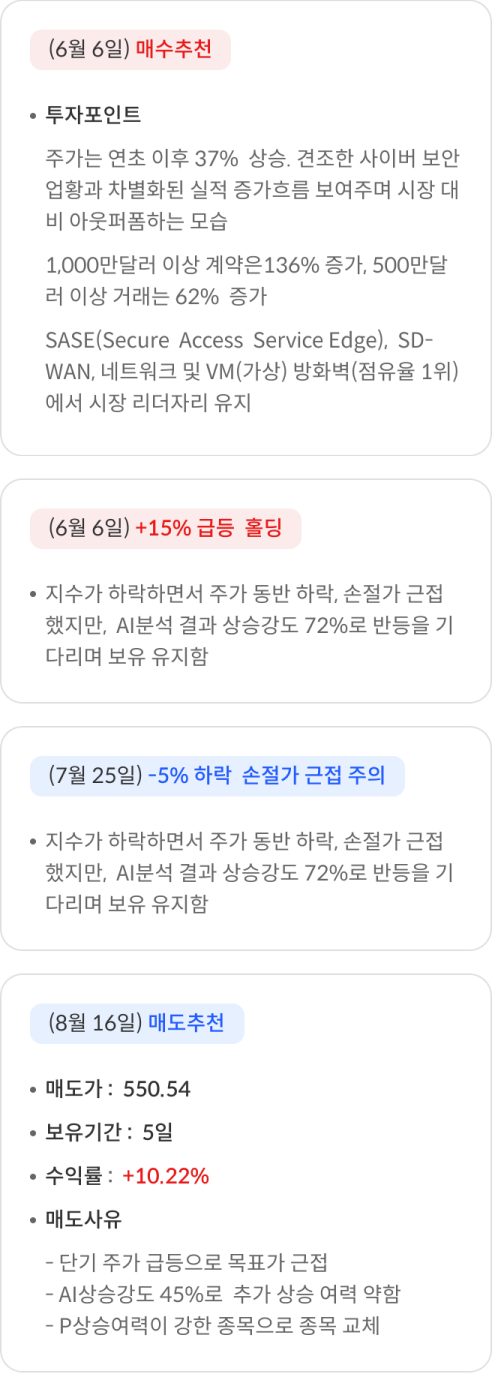 (6월 6일) 매수추천
• 투자포인트
주가는 연초 이후 37% 상승. 견조한 사이버 보안
업황과 차별화된 실적 증가흐름 보여주며 시장 대
비 아웃퍼폼하는 모습
1,000만달러 이상 계약은136% 증가, 500만달
러 이상 거래는 62% 증가
SASE(Secure Access Service Edge), SD-
WAN, 네트워크 및 VM(가상) 방화벽(점유율 1위)
에서 시장 리더자리 유지
(6월 6일) +15% 급등 홀딩
• 지수가 하락하면서 주가 동반 하락, 손절가 근접
했지만, AI분석 결과 상승강도 72%로 반등을 기
다리며 보유 유지함
(7월 25일) -5% 하락 손절가 근접 주의
• 지수가 하락하면서 주가 동반 하락, 손절가 근접
했지만, AI분석 결과 상승강도 72%로 반등을 기
다리며 보유 유지함
(8월 16일) 매도추천
• 매도가 : 550.54
• 보유기간 : 5일
• 수익률 : +10.22%
• 매도사유
- 단기 주가 급등으로 목표가 근접
- AI상승강도 45%로 추가 상승 여력 약함
- P상승여력이 강한 종목으로 종목 교체